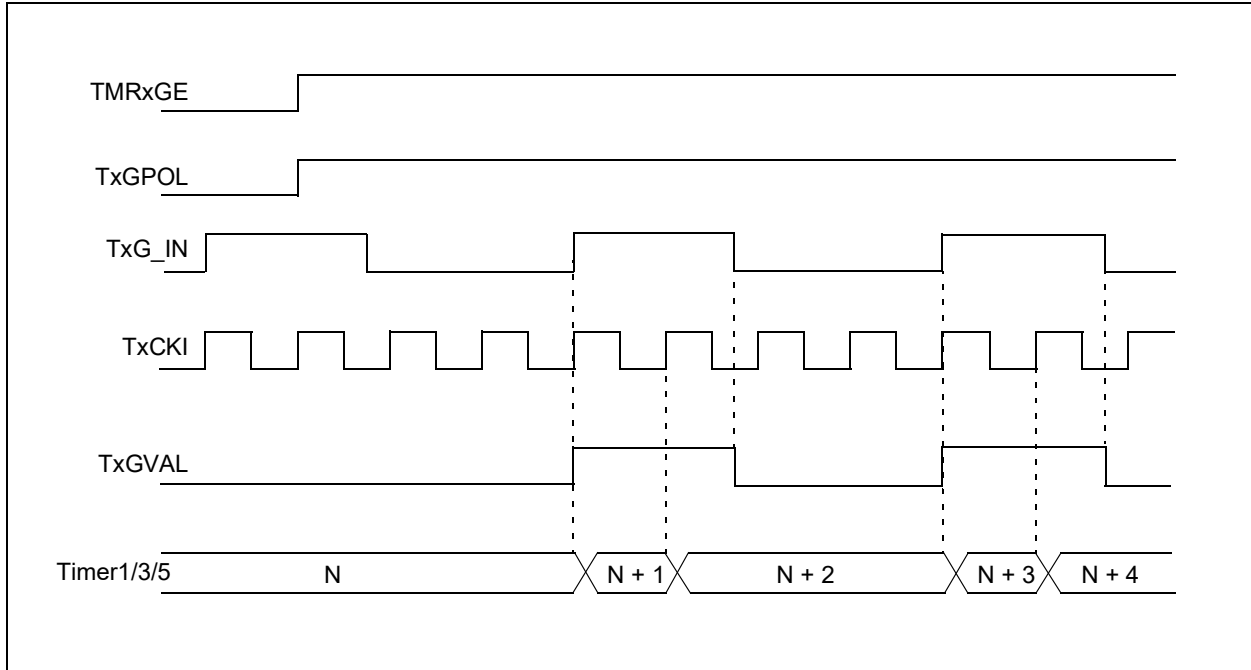 TMRxGE
TxGPOL
TxG_IN
TxCKI
TxGVAL
Timer1/3/5 N N + 1 N + 2 N + 3 N + 4